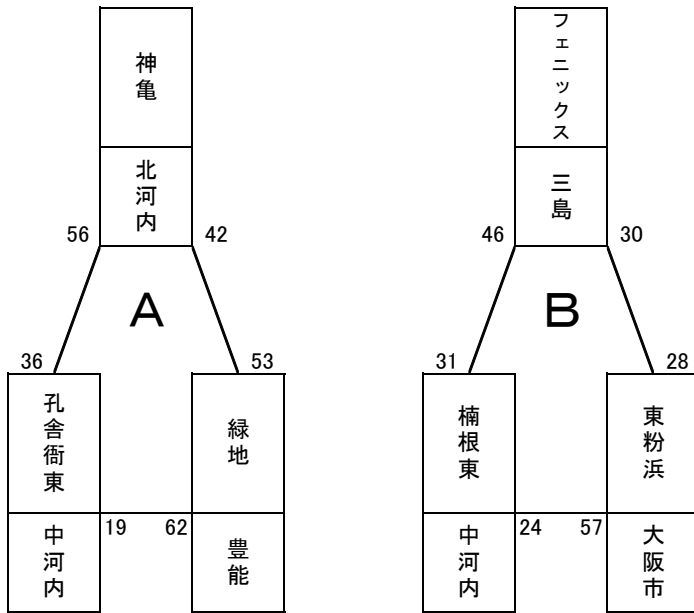 神亀
フェニックス
北河内
三島
56
42
46
30
A
B
36
53
31
28
孔舎衙東
緑地
楠根東
東粉浜
19
62
24
57
中河内
豊能
中河内
大阪市